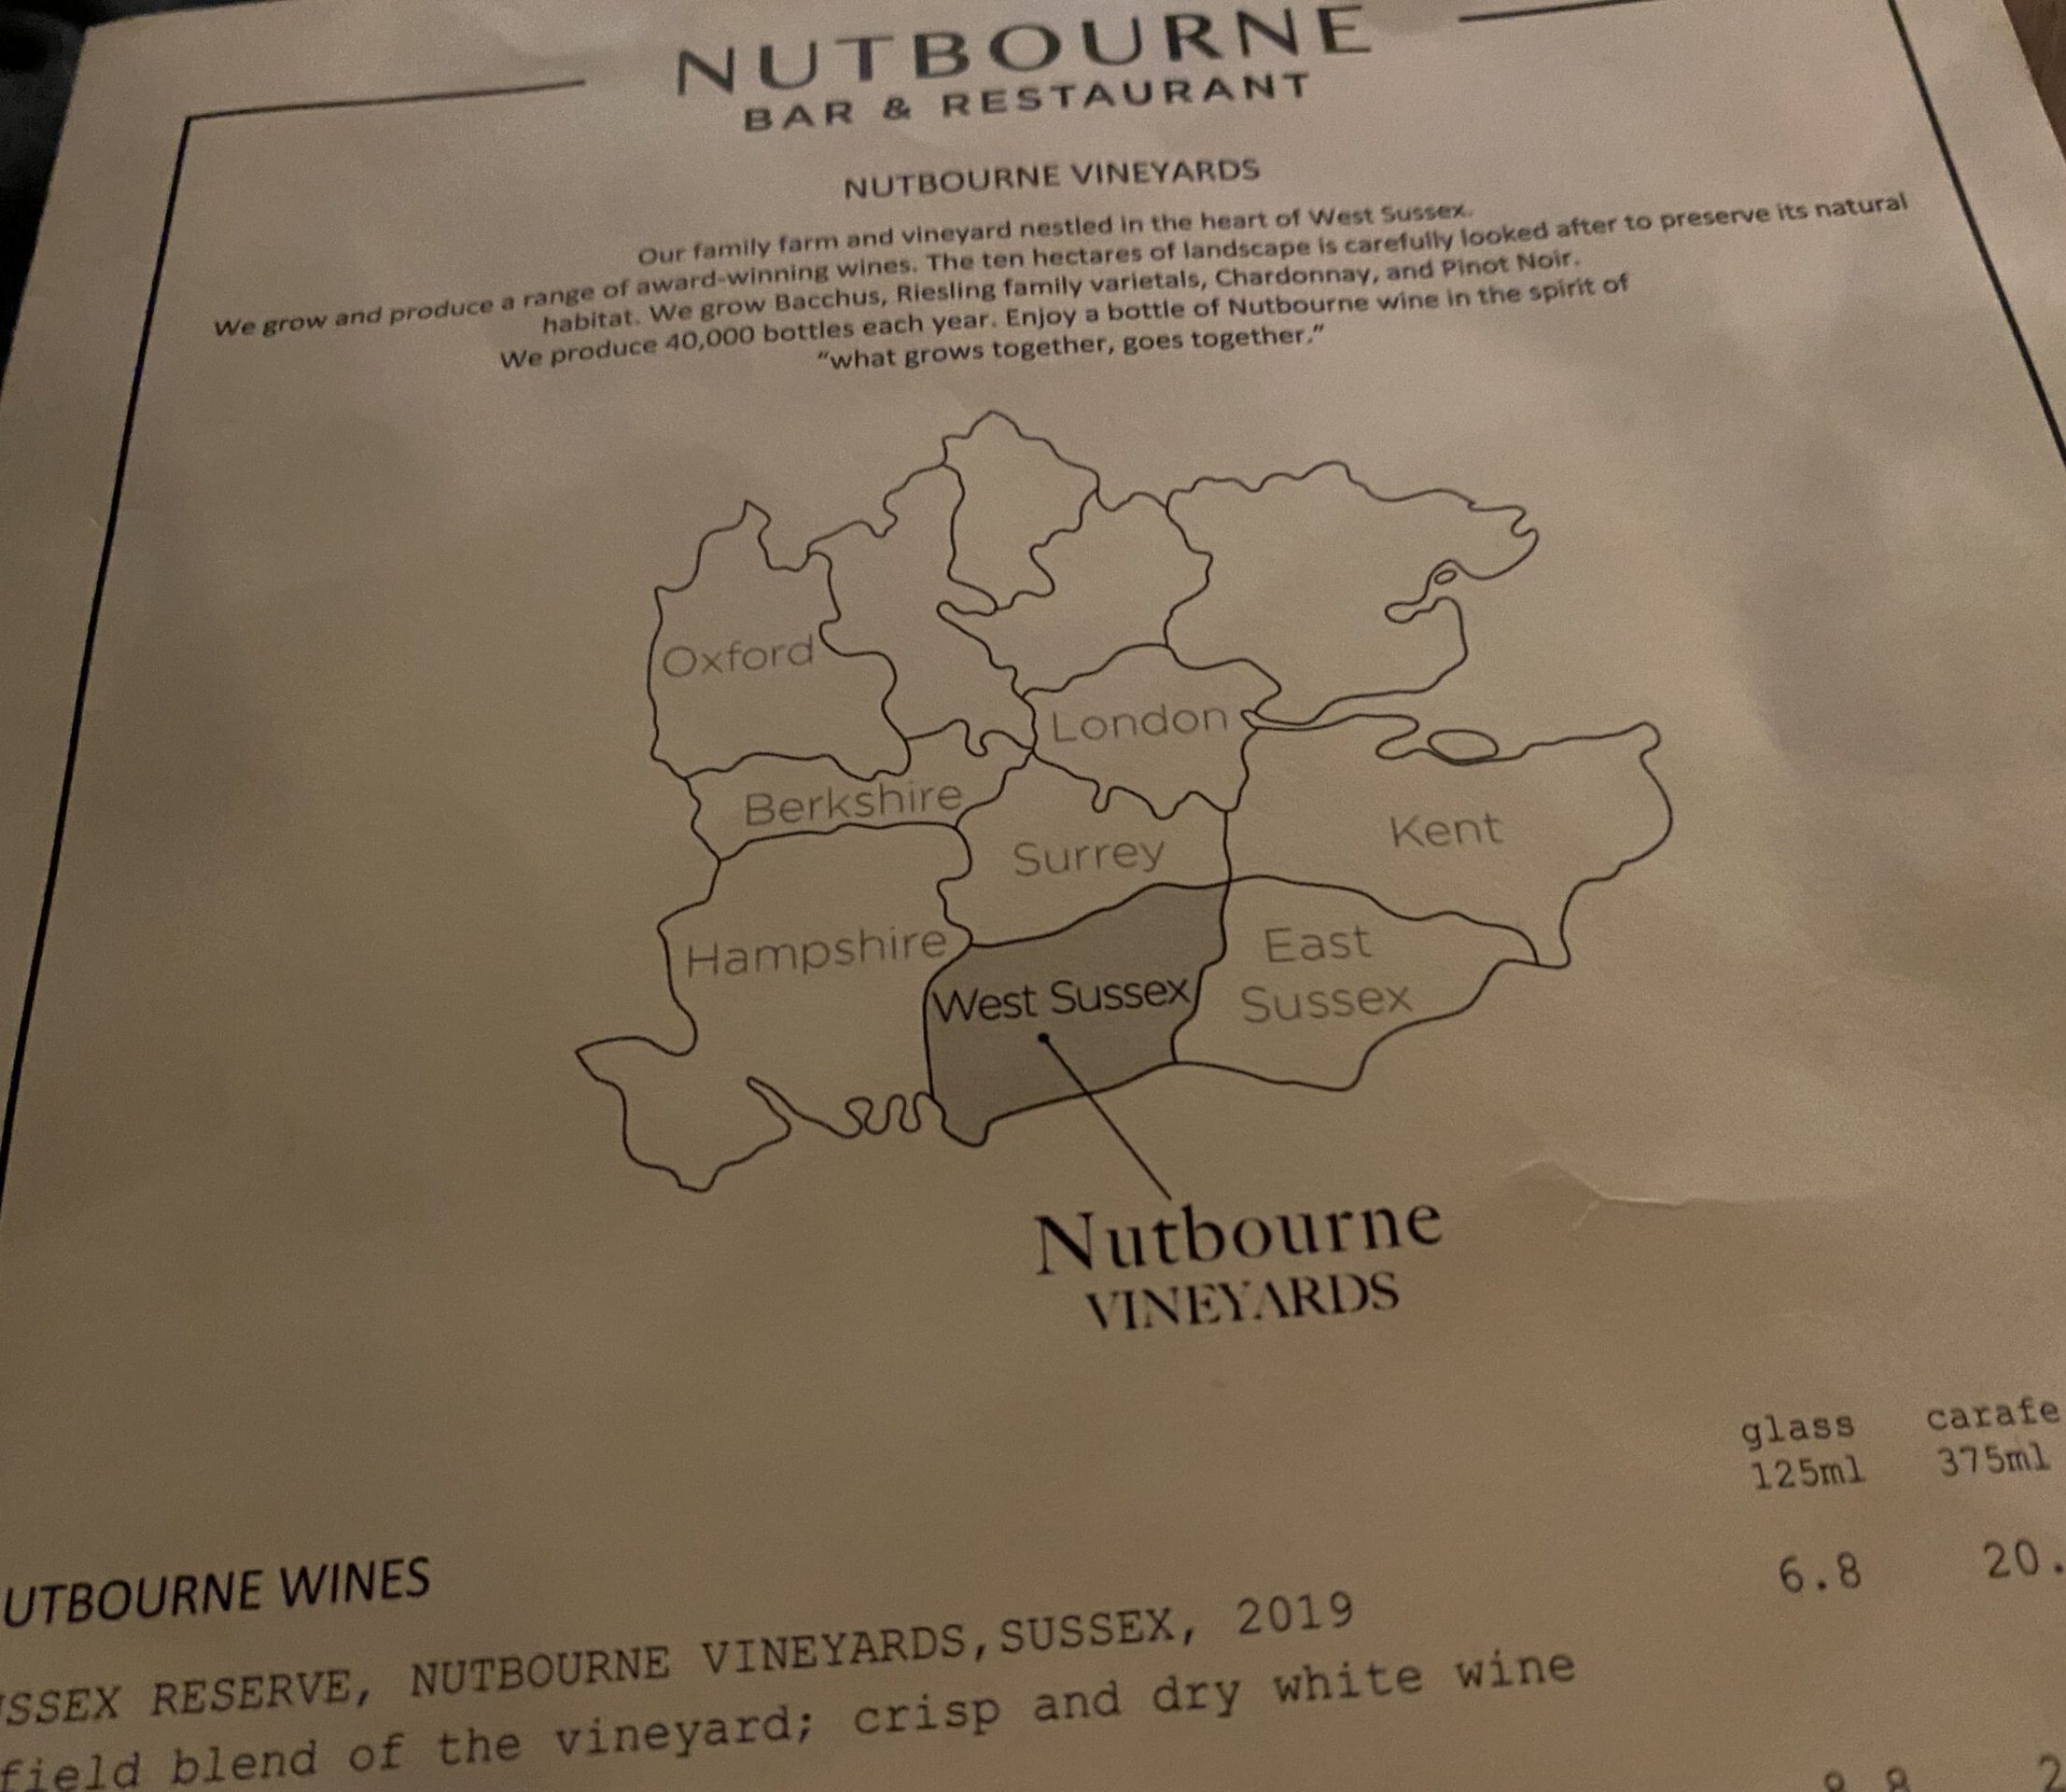 NUTBOURNE
BAR & RESTAURANT
NUTBOURNE VINEYARDS
Our family farm and vineyard nestled in the heart of West Sussex.
We grow and produce a range of award-winning wines. The ten hectares of landscape is carefully looked after to preserve its natural
habitat. We grow Bacchus, Riesling family varietals, Chardonnay, and Pinot Noir.
We produce 40,000 bottles each year. Enjoy a bottle of Nutbourne wine in the spirit of
“what grows together, goes together.”
Oxford
London
Berkshire
Surrey
Kent
Hampshire
East
Sussex
West Sussex
Nutbourne
VINEYARDS
glass carafe
125ml 375ml
UTBOURNE WINES
6.8 20.
SSEX RESERVE, NUTBOURNE VINEYARDS,SUSSEX, 2019
field blend of the vineyard; crisp and dry white wine